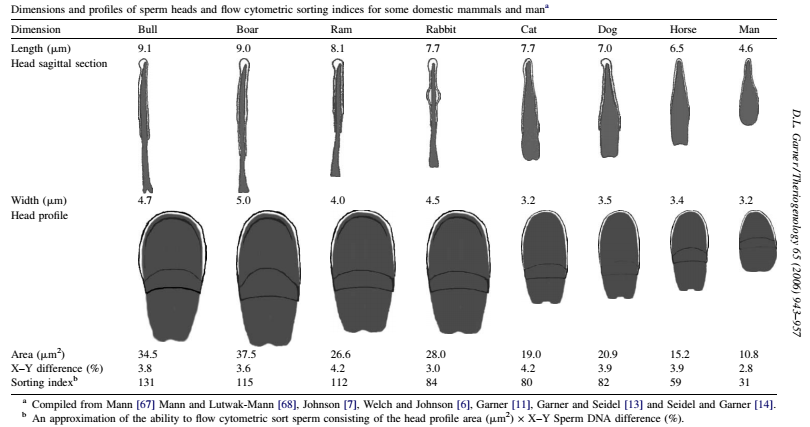 Dimensions and profiles of sperm heads and flow cytometric sorting indices for some domestic mammals and manᵃ
Dimension Bull Boar Ram Rabbit Cat Dog Horse Man
Length (μm) 9.1 9.0 8.1 7.7 7.7 7.0 6.5 4.6
Head sagittal section
Width (μm) 4.7 5.0 4.0 4.5 3.2 3.5 3.4 3.2
Head profile
Area (μm²) 34.5 37.5 26.6 28.0 19.0 20.9 15.2 10.8
X–Y difference (%) 3.8 3.6 4.2 3.0 4.2 3.9 3.9 2.8
Sorting indexᵇ 131 115 112 84 80 82 59 31
ᵃ Compiled from Mann [67] Mann and Lutwak-Mann [68], Johnson [7], Welch and Johnson [6], Garner [11], Garner and Seidel [13] and Seidel and Garner [14].
ᵇ An approximation of the ability to flow cytometric sort sperm consisting of the head profile area (μm²) × X–Y Sperm DNA difference (%).
D.L. Garner / Theriogenology 65 (2006) 943–957